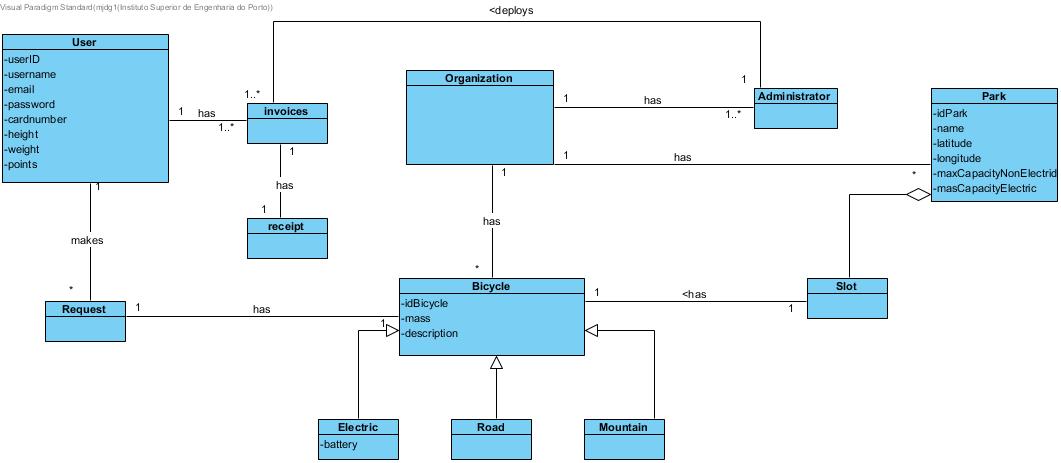 Visual Paradigm Standard(mjdg1(Instituto Superior de Engenharia do Porto))
<deploys
User
-userID
-username
-email
-password
-cardnumber
-height
-weight
-points
1
has
1..*
1..*
invoices
1
has
1
receipt
Organization
1
has
1..*
1
Administrator
1
has
*
Park
-idPark
-name
-latitude
-longitude
-maxCapacityNonElectrid
-masCapacityElectric
1
makes
*
Request
1
has
1
1
has
*
Bicycle
-idBicycle
-mass
-description
1
<has
1
Slot
Electric
-battery
Road
Mountain